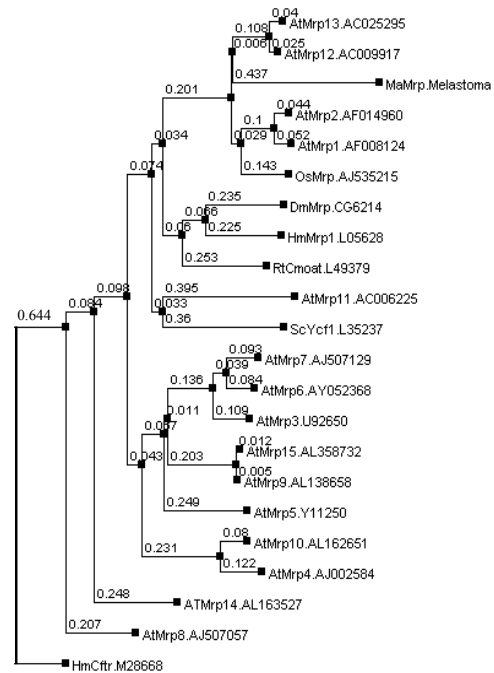 0.04
AtMrp13.AC025295
0.108
0.006
0.025
AtMrp12.AC009917
0.437
MaMrp.Melastoma
0.201
0.044
AtMrp2.AF014960
0.1
0.029
0.052
AtMrp1.AF008124
0.034
0.143
OsMrp.AJ535215
0.074
0.235
DmMrp.CG6214
0.066
0.06
0.225
HmMrp1.L05628
0.253
RtCmoat.L49379
0.098
0.395
AtMrp11.AC006225
0.084
0.033
0.644
0.36
ScYcf1.L35237
0.093
AtMrp7.AJ507129
0.039
0.136
0.084
AtMrp6.AY052368
0.011
0.109
AtMrp3.U92650
0.012
AtMrp15.AL358732
0.043
0.203
0.005
AtMrp9.AL138658
0.249
AtMrp5.Y11250
0.08
AtMrp10.AL162651
0.231
0.122
AtMrp4.AJ002584
0.248
ATMrp14.AL163527
0.207
AtMrp8.AJ507057
HmCftr.M28668